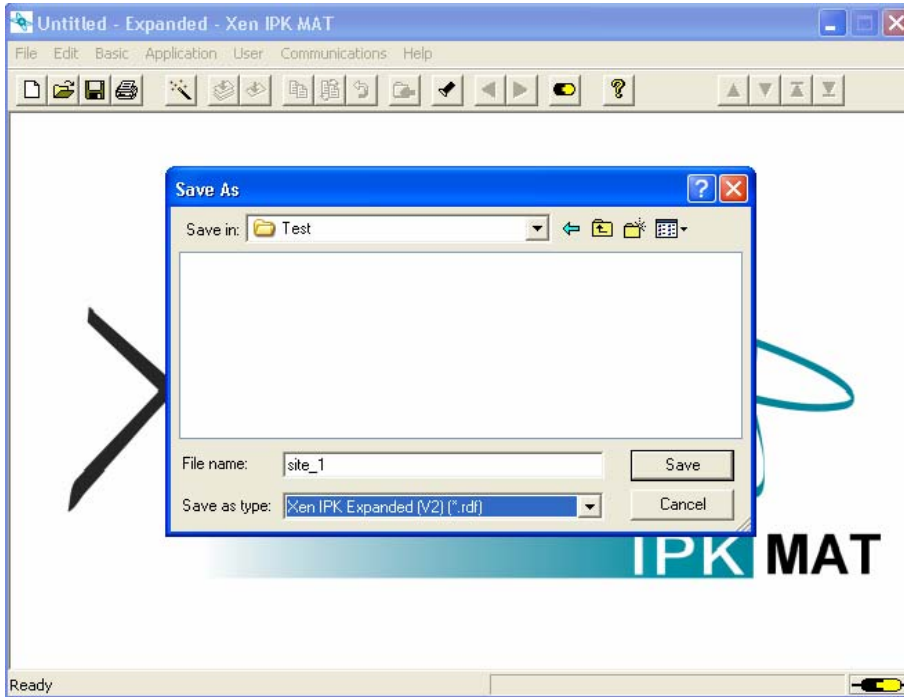 Untitled - Expanded - Xen IPK MAT
File Edit Basic Application User Communications Help
Save As
Save in: Test
File name: site_1
Save
Save as type: Xen IPK Expanded (V2) (*.rdf)
Cancel
IPK MAT
Ready